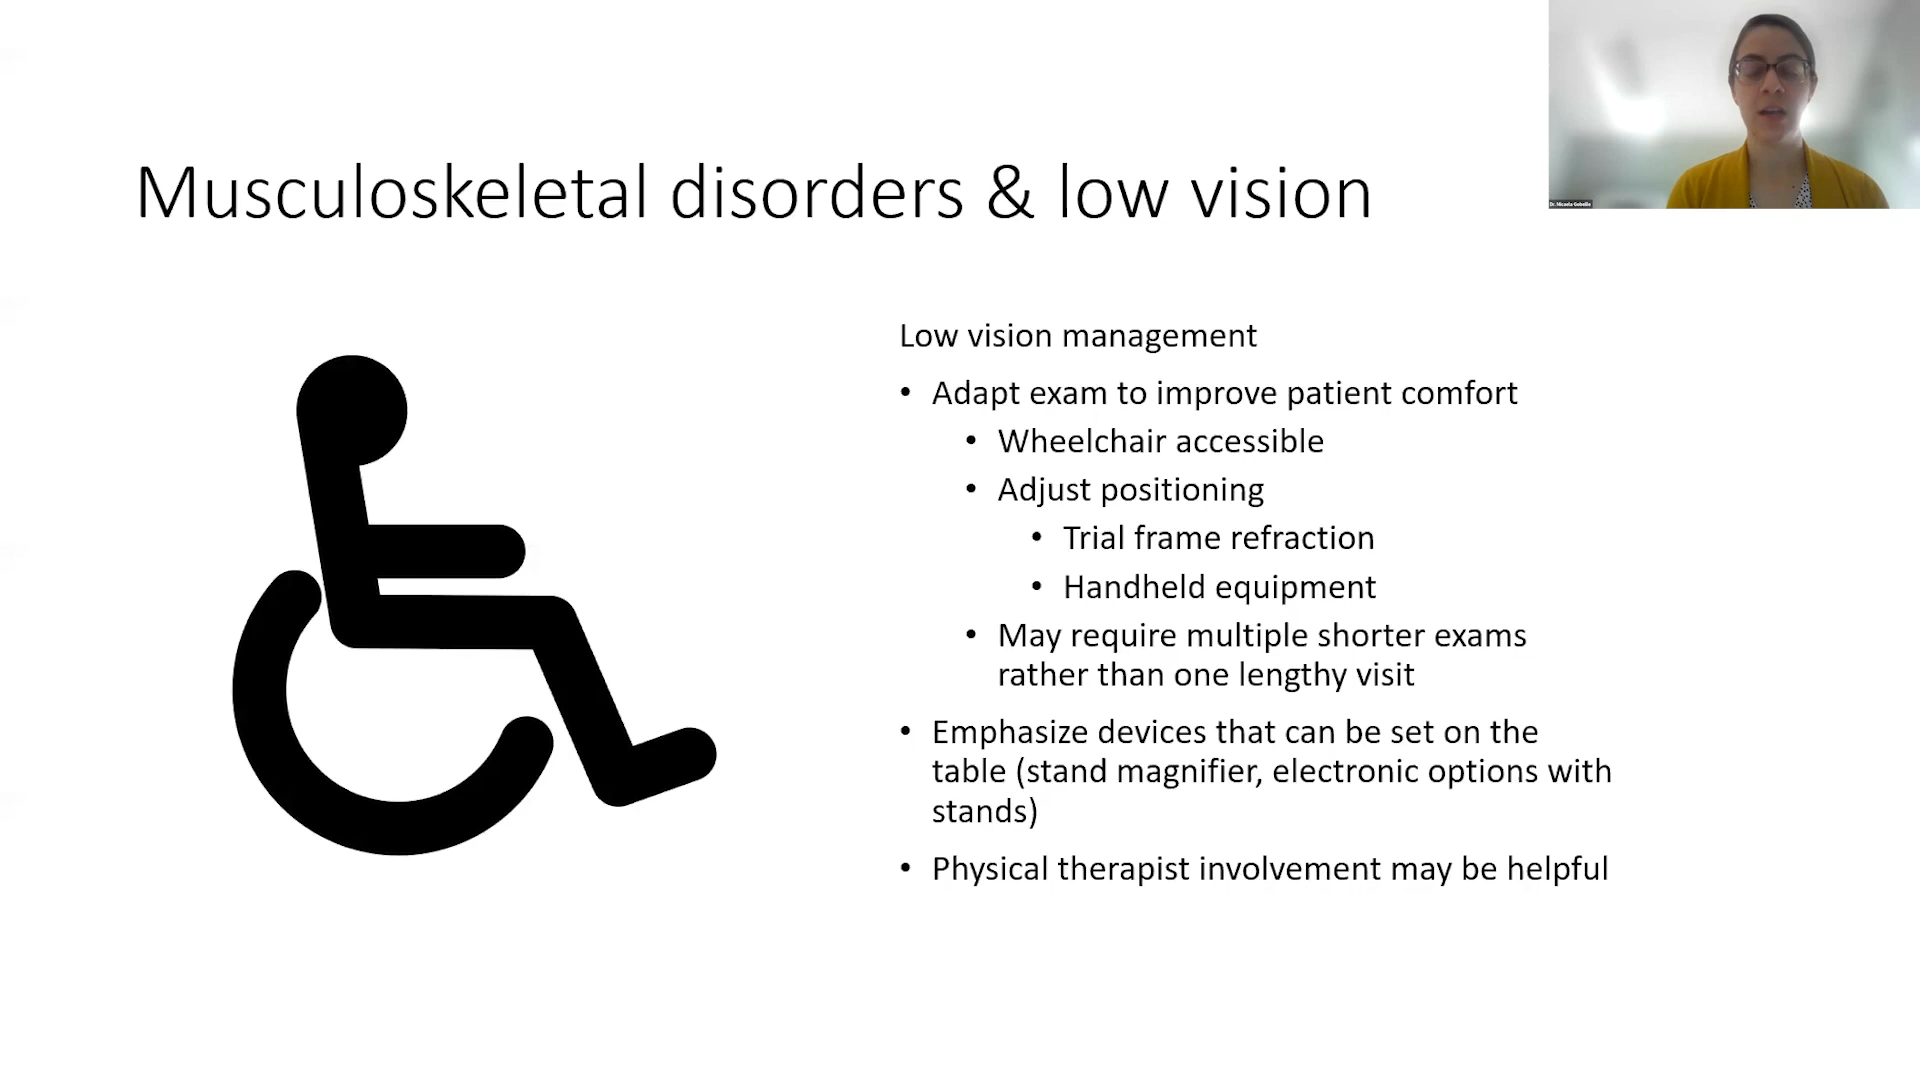 Musculoskeletal disorders & low vision
Low vision management
• Adapt exam to improve patient comfort
• Wheelchair accessible
• Adjust positioning
• Trial frame refraction
• Handheld equipment
• May require multiple shorter exams
rather than one lengthy visit
• Emphasize devices that can be set on the
table (stand magnifier, electronic options with
stands)
• Physical therapist involvement may be helpful
Dr. Micaela